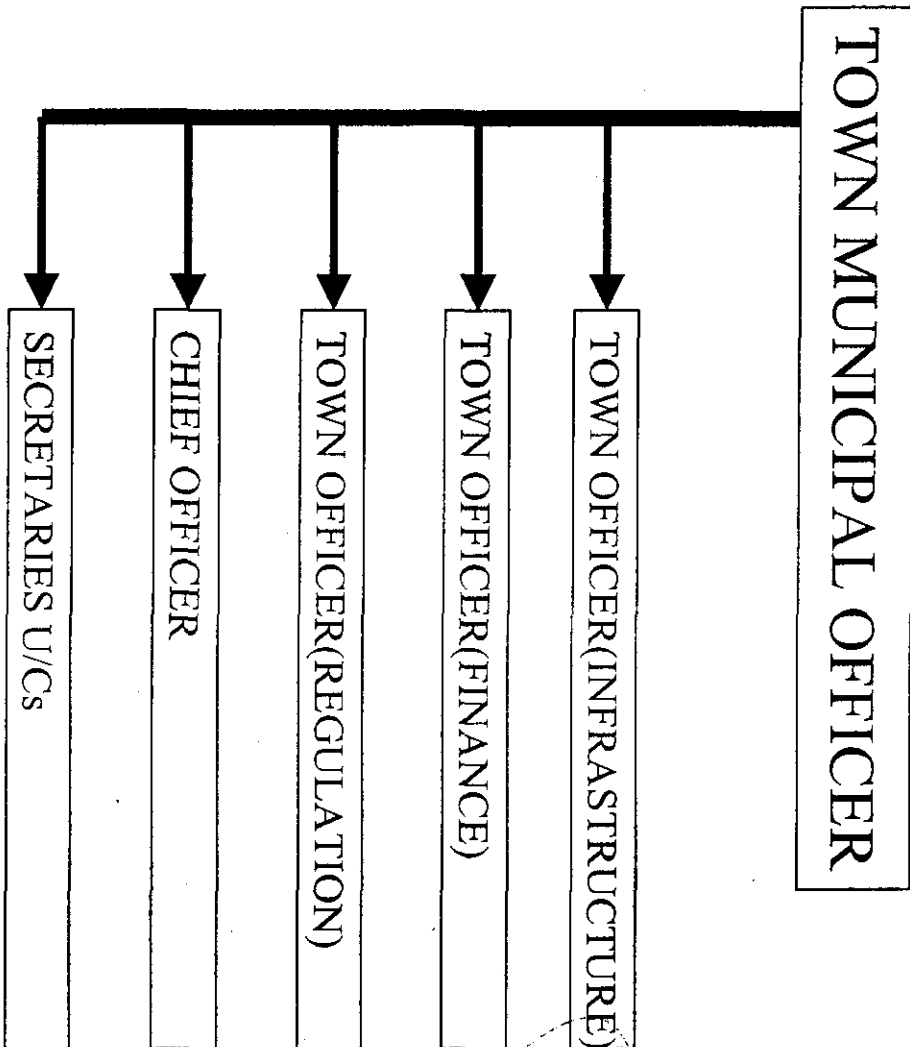 TOWN MUNICIPAL OFFICER
TOWN OFFICER(INFRASTRUCTURE)
TOWN OFFICER(FINANCE)
TOWN OFFICER(REGULATION)
CHIEF OFFICER
SECRETARIES U/Cs